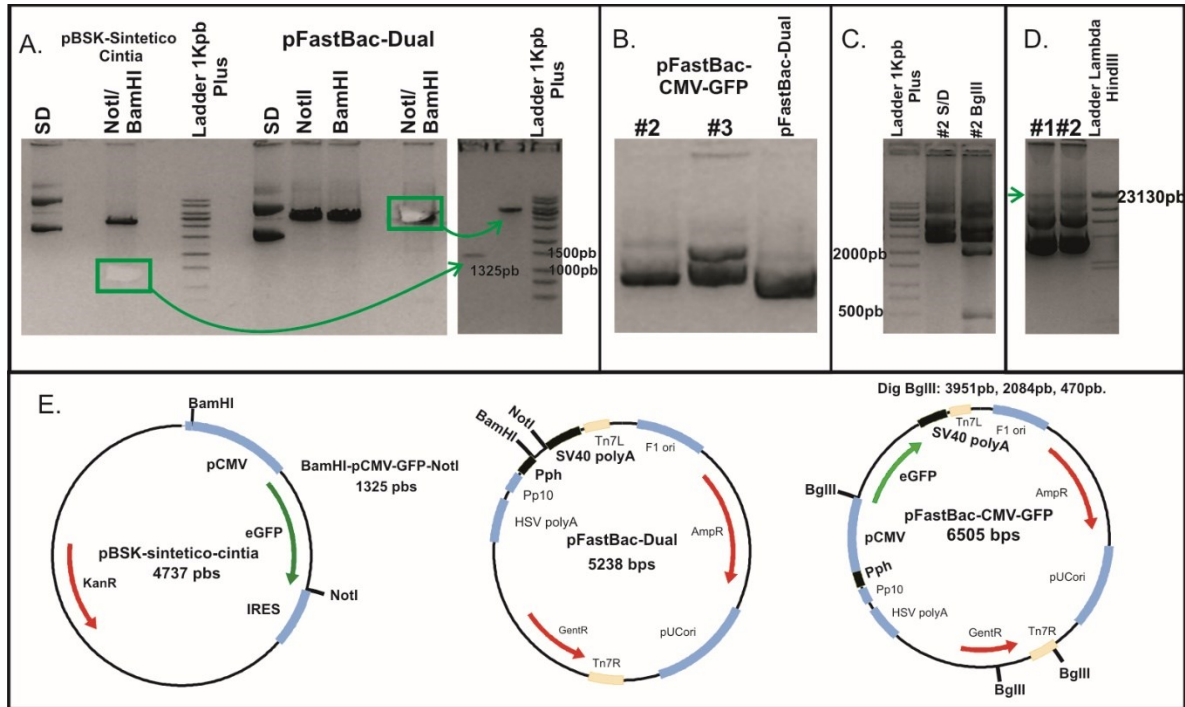 A.
pBSK-Sintetico
Cintia
SD
NotI/
BamHI
Ladder 1Kpb
Plus
pFastBac-Dual
SD
NotII
BamHI
NotI/
BamHI
Ladder 1Kpb
Plus
1325pb
1500pb
1000pb
B.
pFastBac-
CMV-GFP
#2
#3
pFastBac-Dual
C.
Ladder 1Kpb
Plus
#2 S/D
#2 BglII
2000pb
500pb
D.
#1#2
Ladder Lambda
HindIII
23130pb
E.
BamHI
pCMV
eGFP
NotI
IRES
KanR
pBSK-sintetico-cintia
4737 pbs
BamHI-pCMV-GFP-NotI
1325 pbs
BamHI
NotI
Tn7L
SV40 polyA
F1 ori
Pph
Pp10
HSV polyA
AmpR
pFastBac-Dual
5238 bps
pUCori
GentR
Tn7R
Dig BglII: 3951pb, 2084pb, 470pb.
Tn7L
SV40 polyA
F1 ori
eGFP
AmpR
BglII
pFastBac-CMV-GFP
6505 bps
pCMV
Pph
Pp10
HSV polyA
pUCori
GentR
Tn7R
BglII
BglII